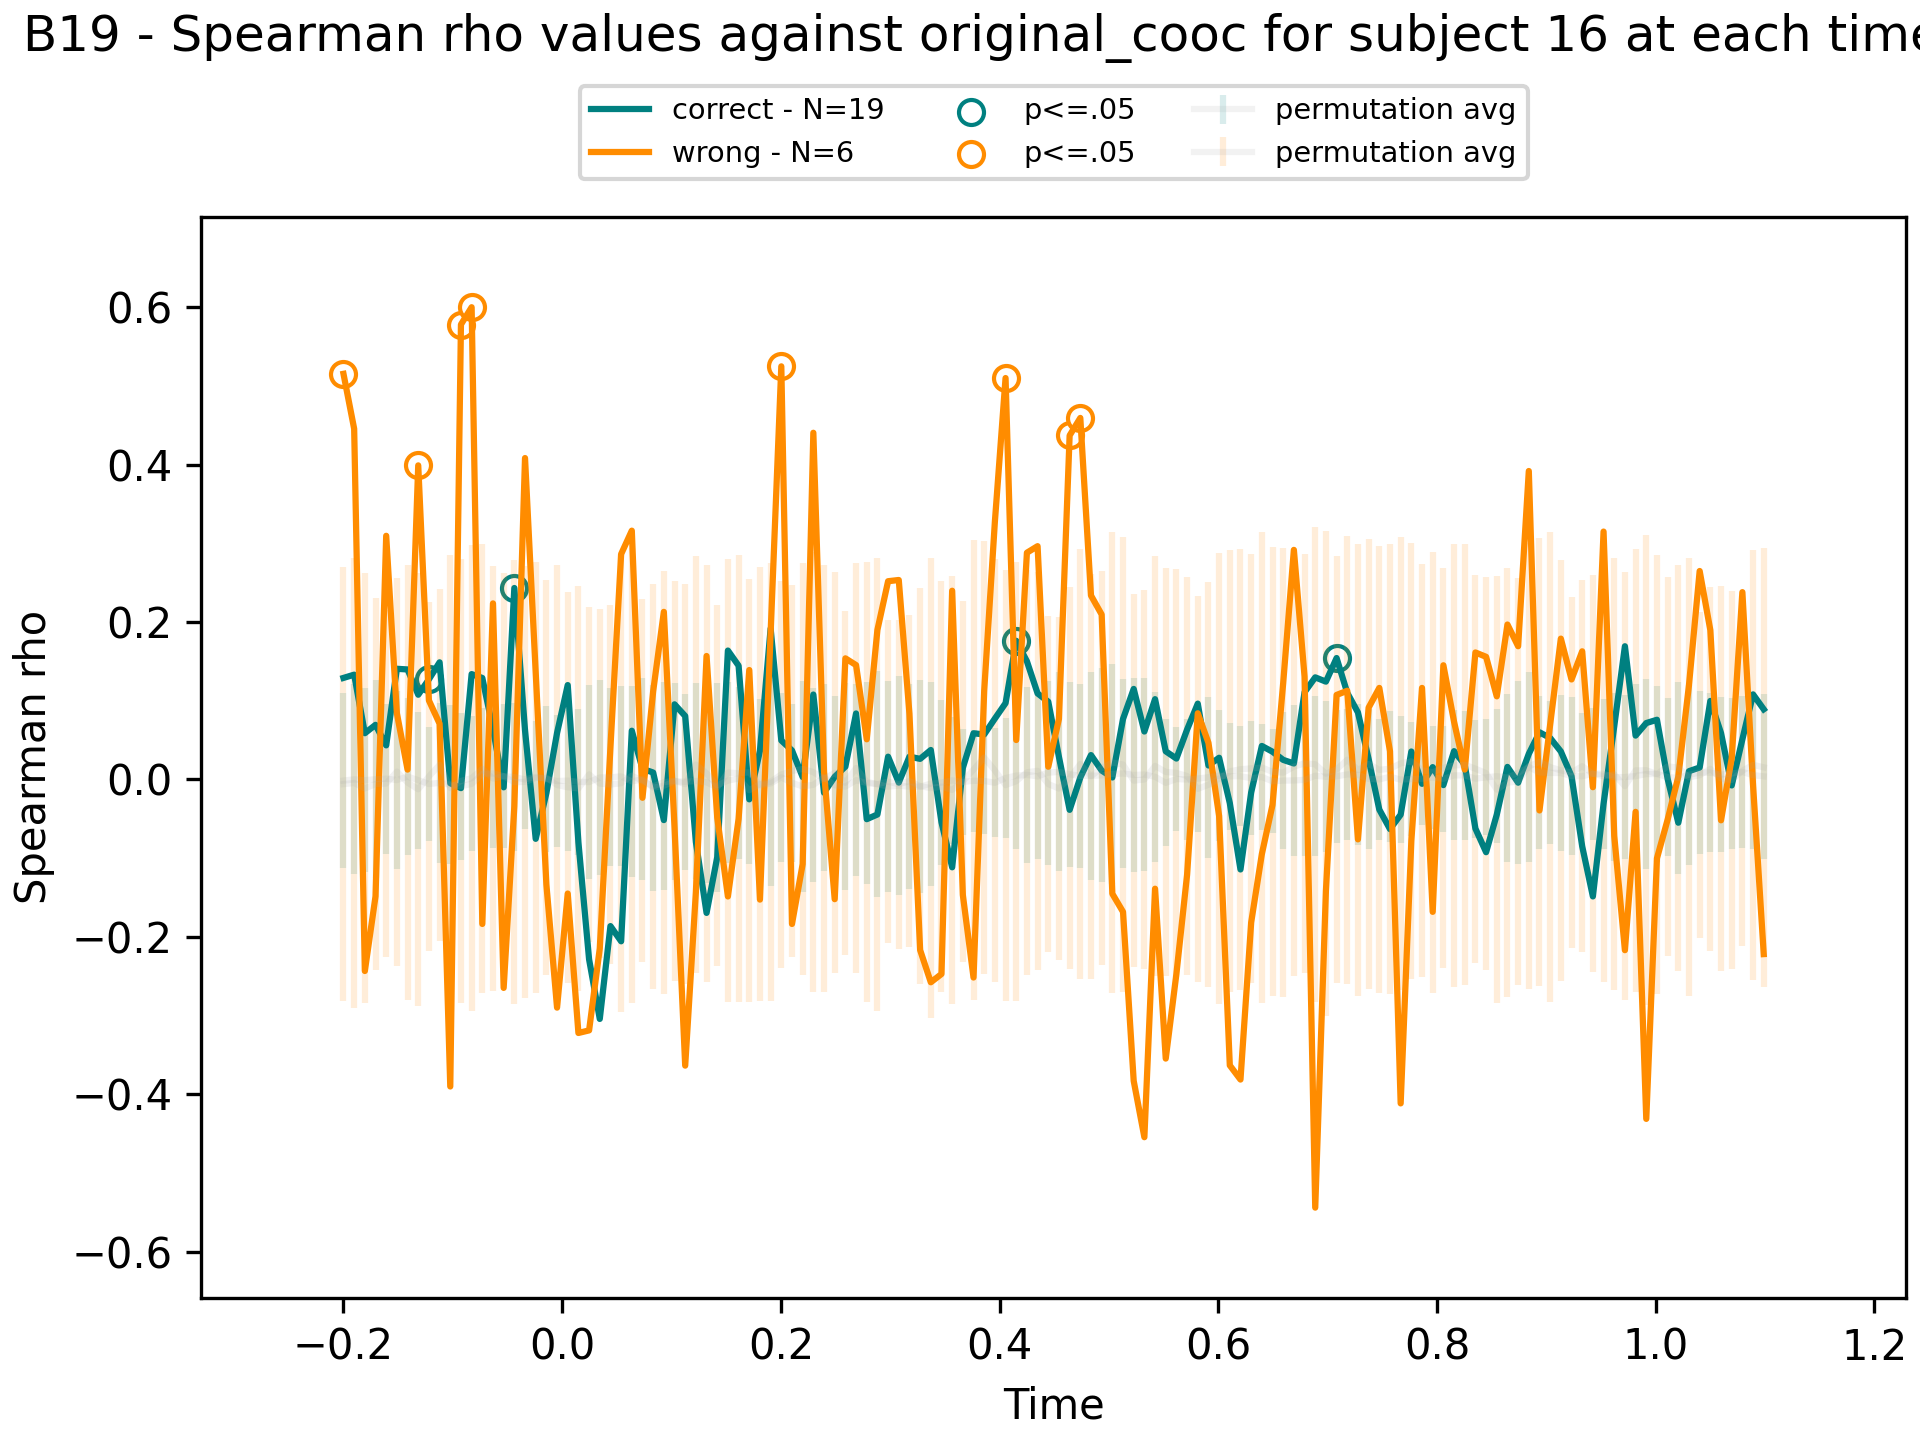 B19 - Spearman rho values against original_cooc for subject 16 at each time
correct - N=19
wrong - N=6
p<=.05
p<=.05
permutation avg
permutation avg
Spearman rho
0.6
0.4
0.2
0.0
−0.2
−0.4
−0.6
−0.2 0.0 0.2 0.4 0.6 0.8 1.0 1.2
Time